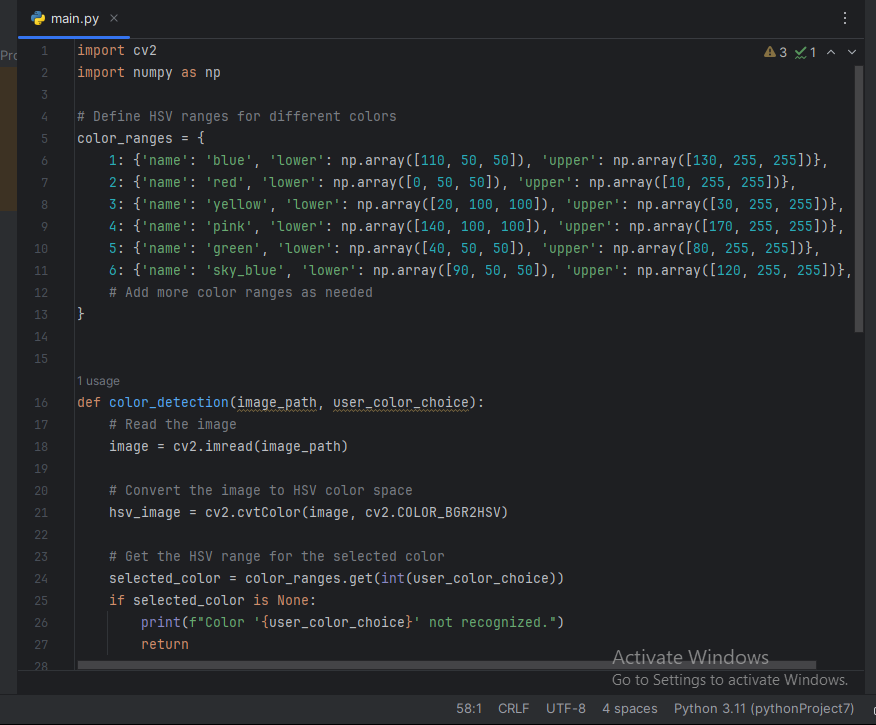 main.py
Pro
3 1
1 import cv2
2 import numpy as np
3
4 # Define HSV ranges for different colors
5 color_ranges = {
6     1: {'name': 'blue', 'lower': np.array([110, 50, 50]), 'upper': np.array([130, 255, 255])},
7     2: {'name': 'red', 'lower': np.array([0, 50, 50]), 'upper': np.array([10, 255, 255])},
8     3: {'name': 'yellow', 'lower': np.array([20, 100, 100]), 'upper': np.array([30, 255, 255])},
9     4: {'name': 'pink', 'lower': np.array([140, 100, 100]), 'upper': np.array([170, 255, 255])},
10     5: {'name': 'green', 'lower': np.array([40, 50, 50]), 'upper': np.array([80, 255, 255])},
11     6: {'name': 'sky_blue', 'lower': np.array([90, 50, 50]), 'upper': np.array([120, 255, 255])},
12     # Add more color ranges as needed
13 }
14
15
1 usage
16 def color_detection(image_path, user_color_choice):
17     # Read the image
18     image = cv2.imread(image_path)
19
20     # Convert the image to HSV color space
21     hsv_image = cv2.cvtColor(image, cv2.COLOR_BGR2HSV)
22
23     # Get the HSV range for the selected color
24     selected_color = color_ranges.get(int(user_color_choice))
25     if selected_color is None:
26         print(f"Color '{user_color_choice}' not recognized.")
27         return
28
Activate Windows
Go to Settings to activate Windows.
58:1 CRLF UTF-8 4 spaces Python 3.11 (pythonProject7)